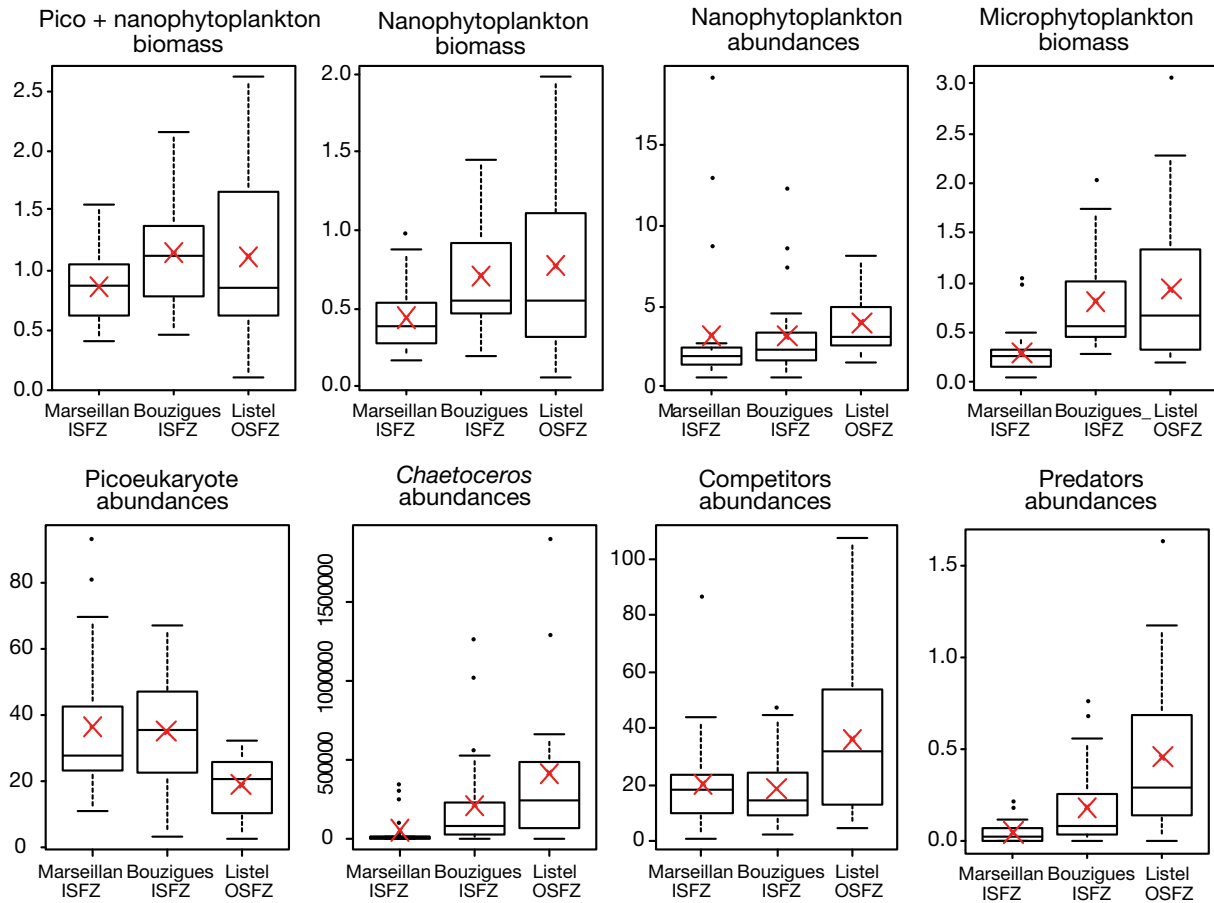 Pico + nanophytoplankton
biomass
Nanophytoplankton
biomass
Nanophytoplankton
abundances
Microphytoplankton
biomass
2.5
2.0
1.5
1.0
0.5
0.0
Marseillan Bouzigues Listel
ISFZ ISFZ OSFZ
2.0
1.5
1.0
0.5
0.0
Marseillan Bouzigues Listel
ISFZ ISFZ OSFZ
15
10
5
0
Marseillan Bouzigues Listel
ISFZ ISFZ OSFZ
3.0
2.5
2.0
1.5
1.0
0.5
0.0
Marseillan Bouzigues_ Listel
ISFZ ISFZ OSFZ
Picoeukaryote
abundances
Chaetoceros
abundances
Competitors
abundances
Predators
abundances
80
60
40
20
0
Marseillan Bouzigues Listel
ISFZ ISFZ OSFZ
1500000
1000000
500000
0
Marseillan Bouzigues Listel
ISFZ ISFZ OSFZ
100
80
60
40
20
0
Marseillan Bouzigues Listel
ISFZ ISFZ OSFZ
1.5
1.0
0.5
0.0
Marseillan Bouzigues Listel
ISFZ ISFZ OSFZ